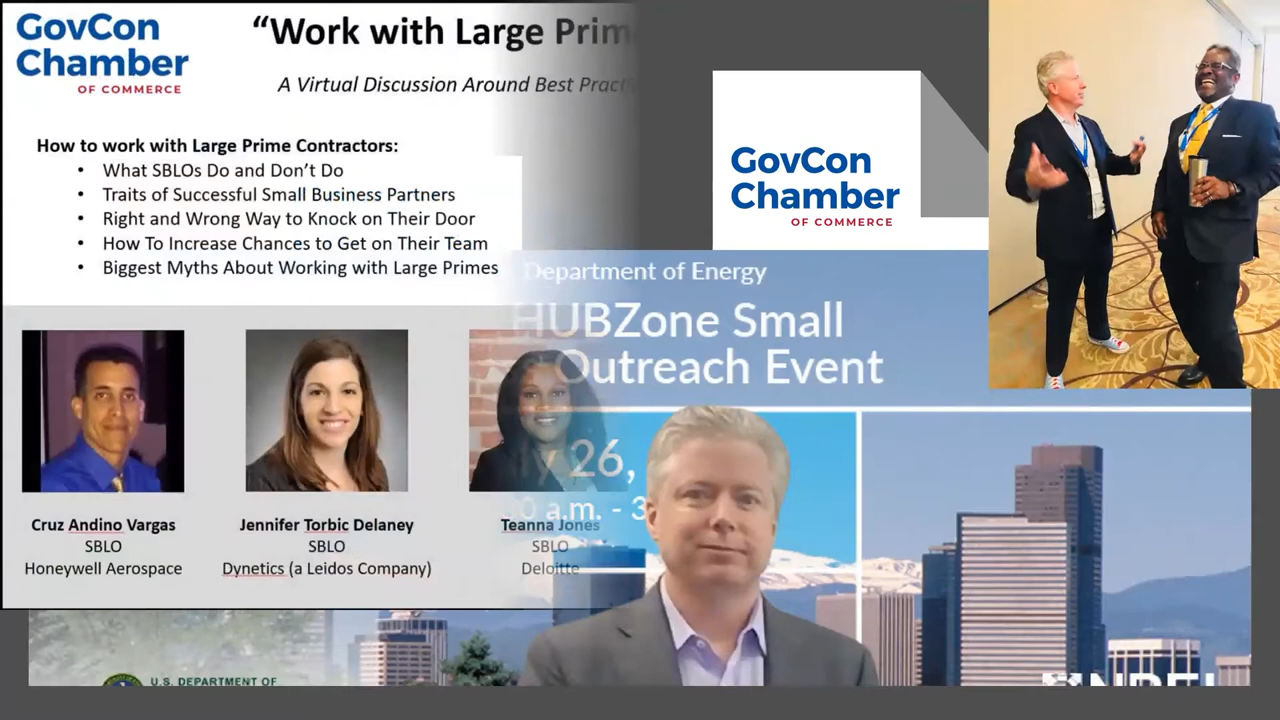 GovCon
Chamber
OF COMMERCE
"Work with Large Prim
A Virtual Discussion Around Best Pract
How to work with Large Prime Contractors:
• What SBLOs Do and Don't Do
• Traits of Successful Small Business Partners
• Right and Wrong Way to Knock on Their Door
• How To Increase Chances to Get on Their Team
• Biggest Myths About Working with Large Primes
Cruz Andino Vargas
SBLO
Honeywell Aerospace
Jennifer Torbic Delaney
SBLO
Dynetics (a Leidos Company)
Teanna Jones
SBLO
Deloitte
GovCon
Chamber
OF COMMERCE
Department of Energy
HUBZone Small
Outreach Event
y 26,
0 a.m. - 3
U.S. DEPARTMENT OF